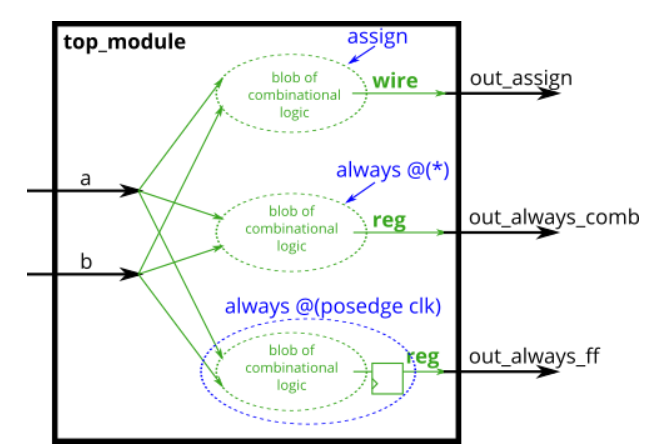 top_module
assign
blob of
combinational
logic
wire
out_assign
a
always @(*)
blob of
combinational
logic
reg
out_always_comb
b
always @(posedge clk)
blob of
combinational
logic
reg
out_always_ff